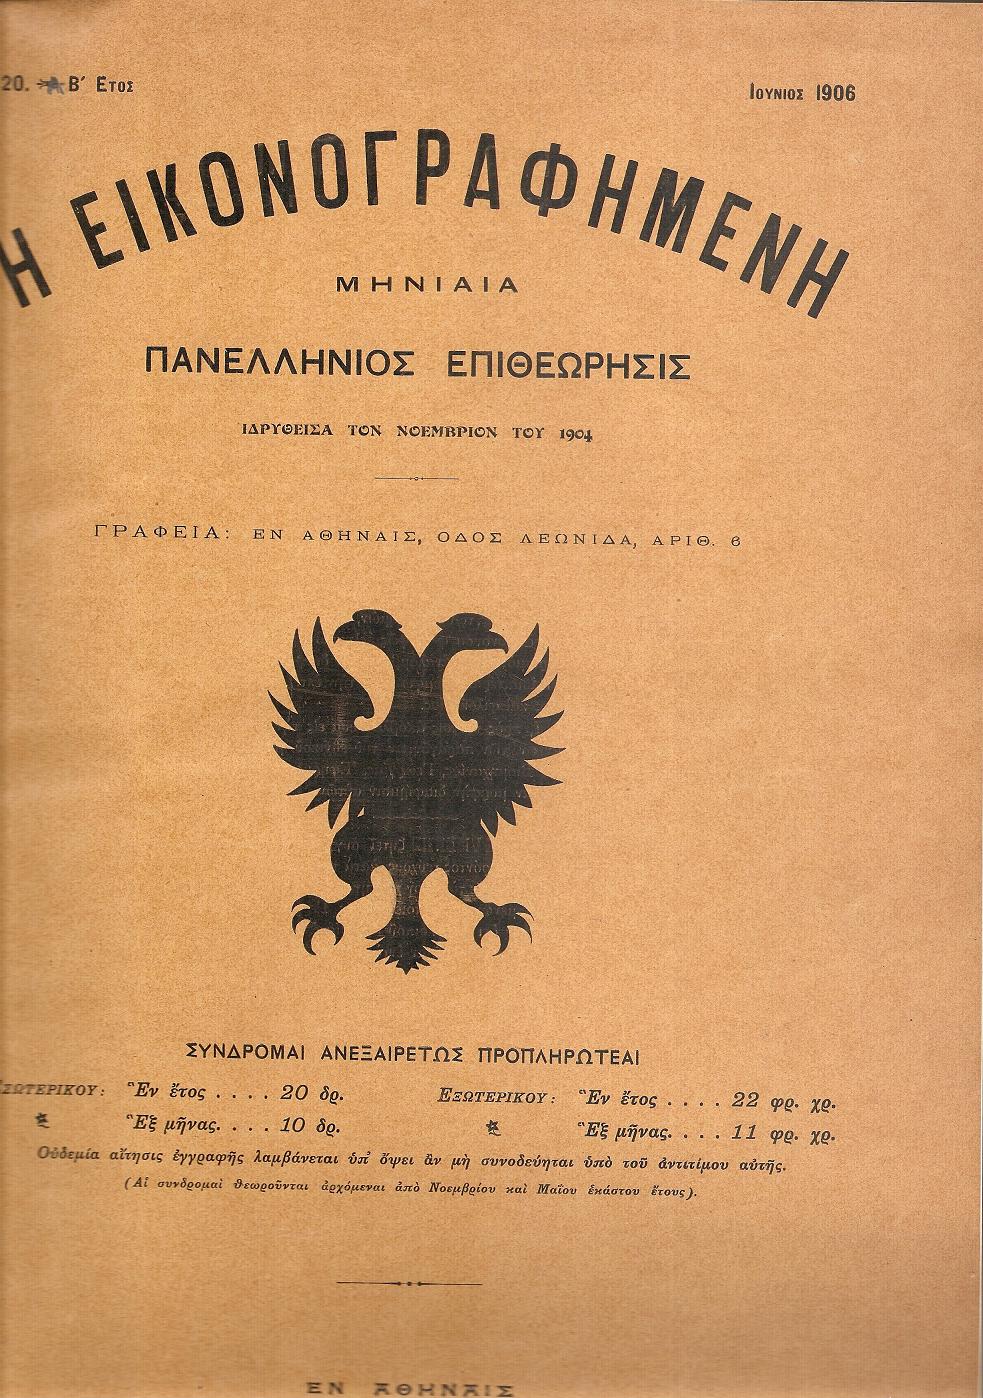 20. Β΄ ΕΤΟΣ
ΙΟΥΝΙΟΣ 1906
Η ΕΙΚΟΝΟΓΡΑΦΗΜΕΝΗ
ΜΗΝΙΑΙΑ
ΠΑΝΕΛΛΗΝΙΟΣ ΕΠΙΘΕΩΡΗΣΙΣ
ΙΔΡΥΘΕΙΣΑ ΤΟΝ ΝΟΕΜΒΡΙΟΝ ΤΟΥ 1904
ΓΡΑΦΕΙΑ: ΕΝ ΑΘΗΝΑΙΣ, ΟΔΟΣ ΛΕΩΝΙΔΑ, ΑΡΙΘ. 6
ΣΥΝΔΡΟΜΑΙ ΑΝΕΞΑΙΡΕΤΩΣ ΠΡΟΠΛΗΡΩΤΕΑΙ
ΣΩΤΕΡΙΚΟΥ: Ἓν ἔτος . . . . 20 δρ. ΕΞΩΤΕΡΙΚΟΥ: Ἓν ἔτος . . . . 22 φρ. χρ.
Ἓξ μῆνας. . . . 10 δρ. Ἓξ μῆνας. . . . 11 φρ. χρ.
Οὐδεμία αἴτησις ἐγγραφῆς λαμβάνεται ὑπ' ὄψει ἂν μὴ συνοδεύηται ὑπὸ τοῦ ἀντιτίμου αὐτῆς.
(Αἱ συνδρομαὶ θεωροῦνται ἀρχόμεναι ἀπὸ Νοεμβρίου καὶ Μαΐου ἑκάστου ἔτους).
ΕΝ ΑΘΗΝΑΙΣ